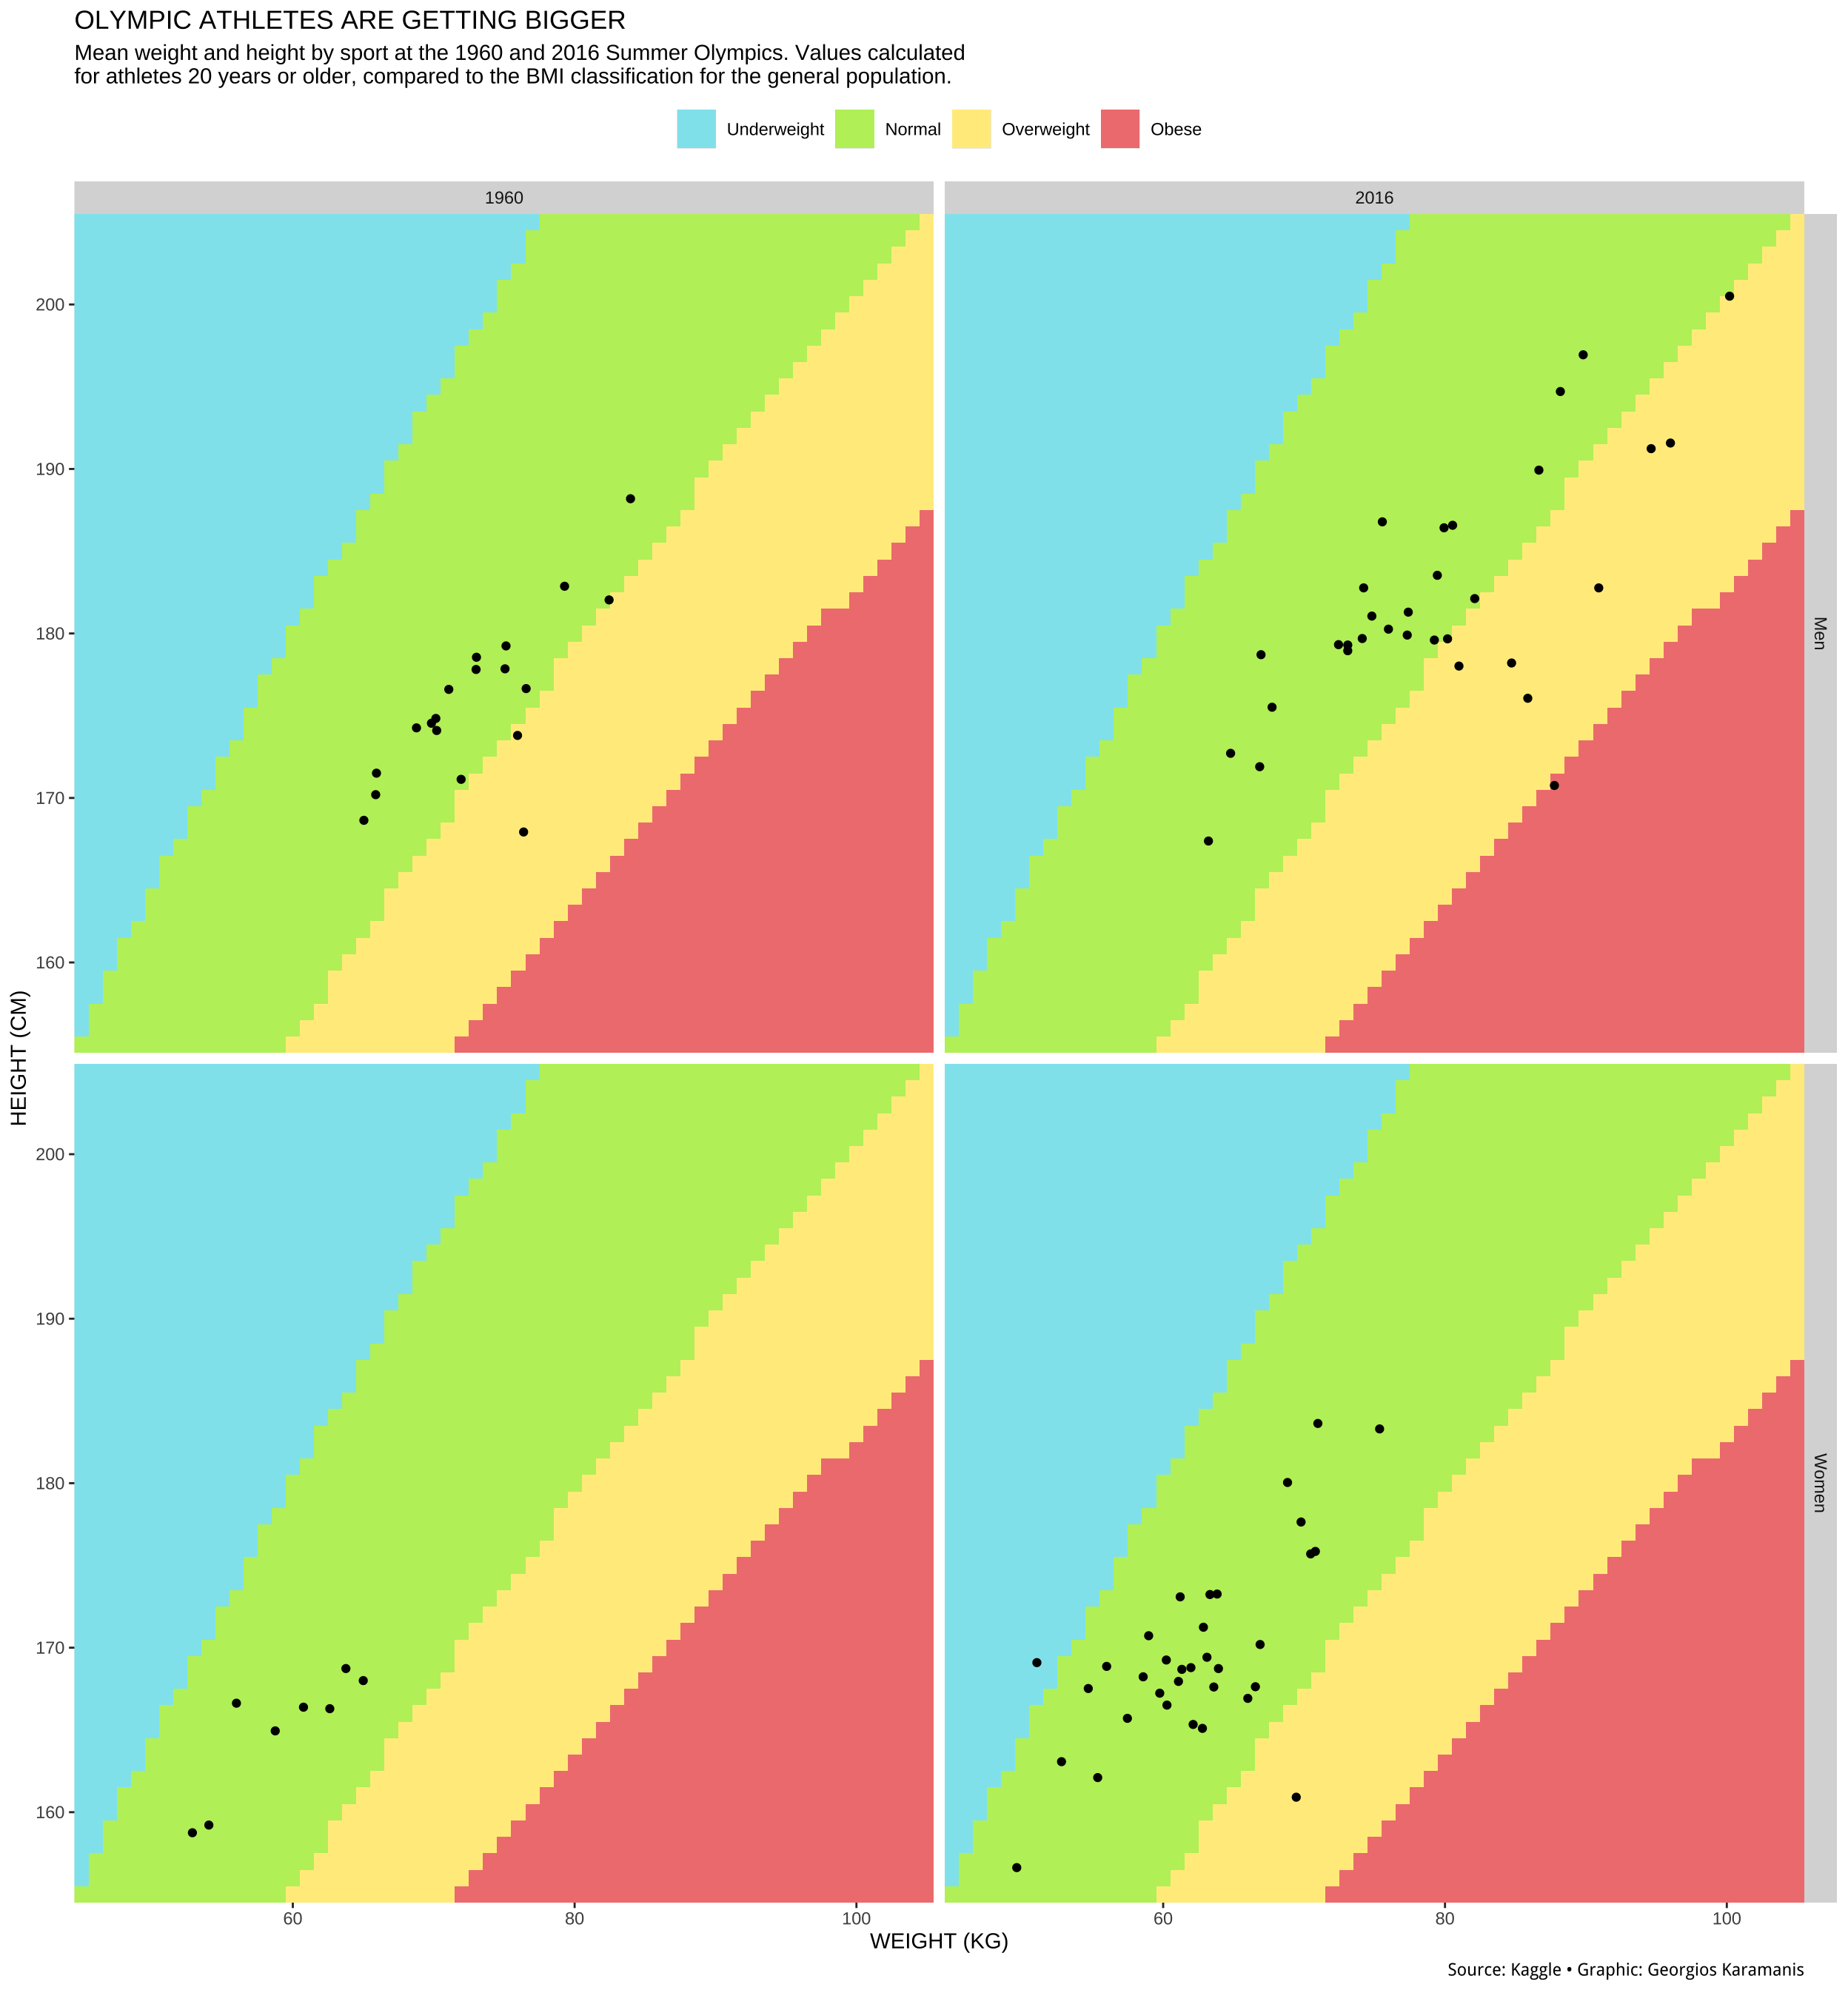 OLYMPIC ATHLETES ARE GETTING BIGGER
Mean weight and height by sport at the 1960 and 2016 Summer Olympics. Values calculated
for athletes 20 years or older, compared to the BMI classification for the general population.
Underweight Normal Overweight Obese
1960 2016
200
190
180
170
160
Men
HEIGHT (CM)
200
190
180
170
160
Women
60 80 100 60 80 100
WEIGHT (KG)
Source: Kaggle • Graphic: Georgios Karamanis